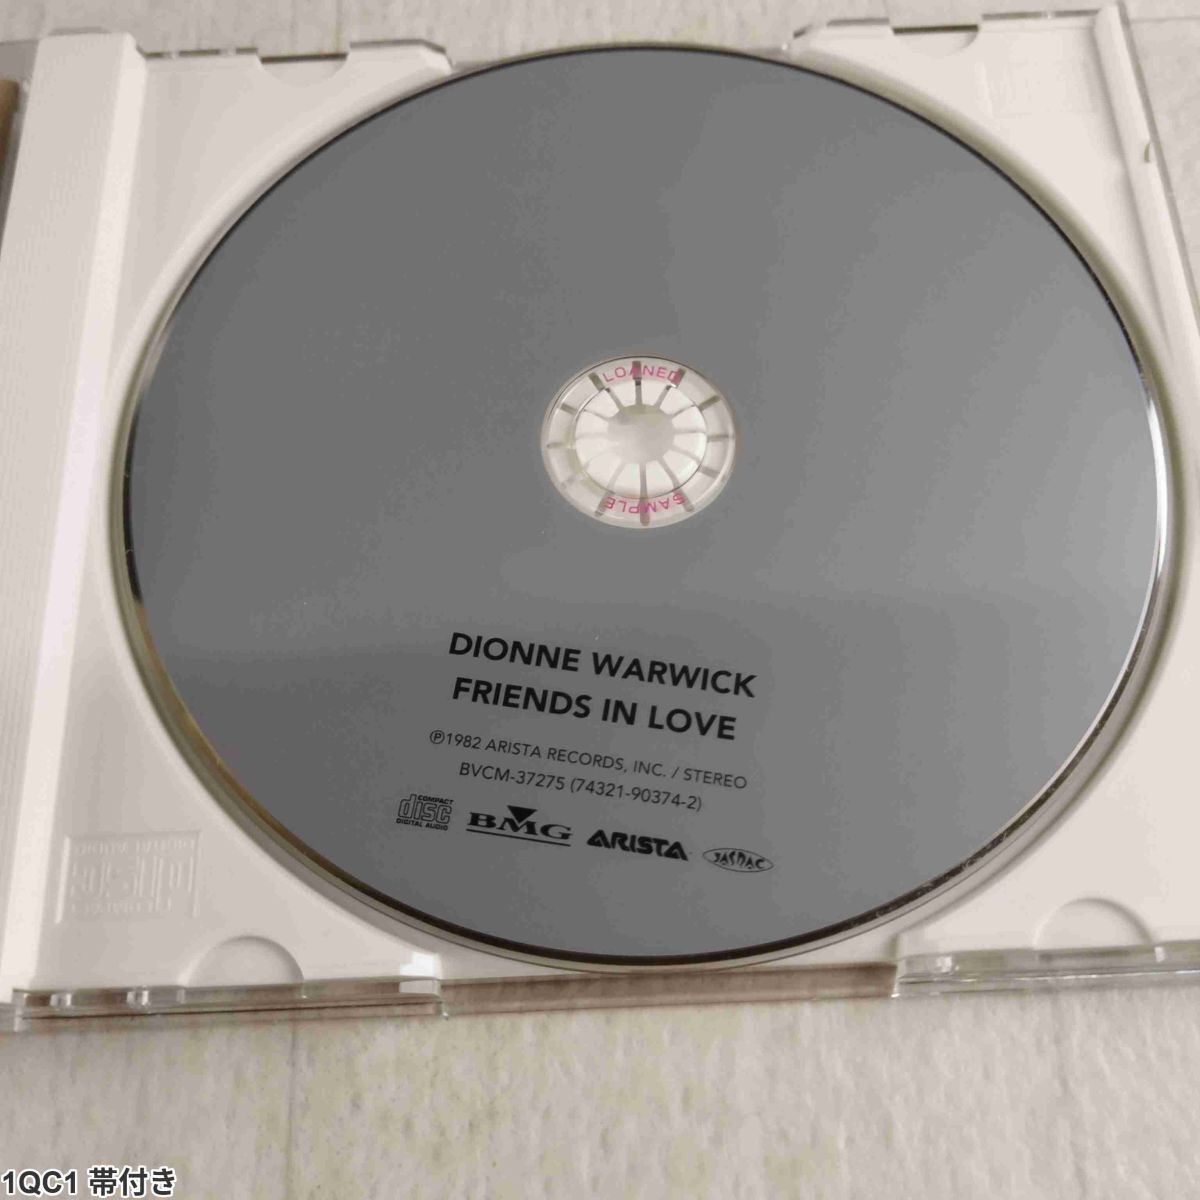 LOANED
SAMPLE
DIONNE WARWICK
FRIENDS IN LOVE
Ⓟ1982 ARISTA RECORDS, INC. / STEREO
BVCM-37275 (74321-90374-2)
COMPACT
disc
DIGITAL AUDIO
BMG
ARISTA
JASRAC
1QC1 帯付き